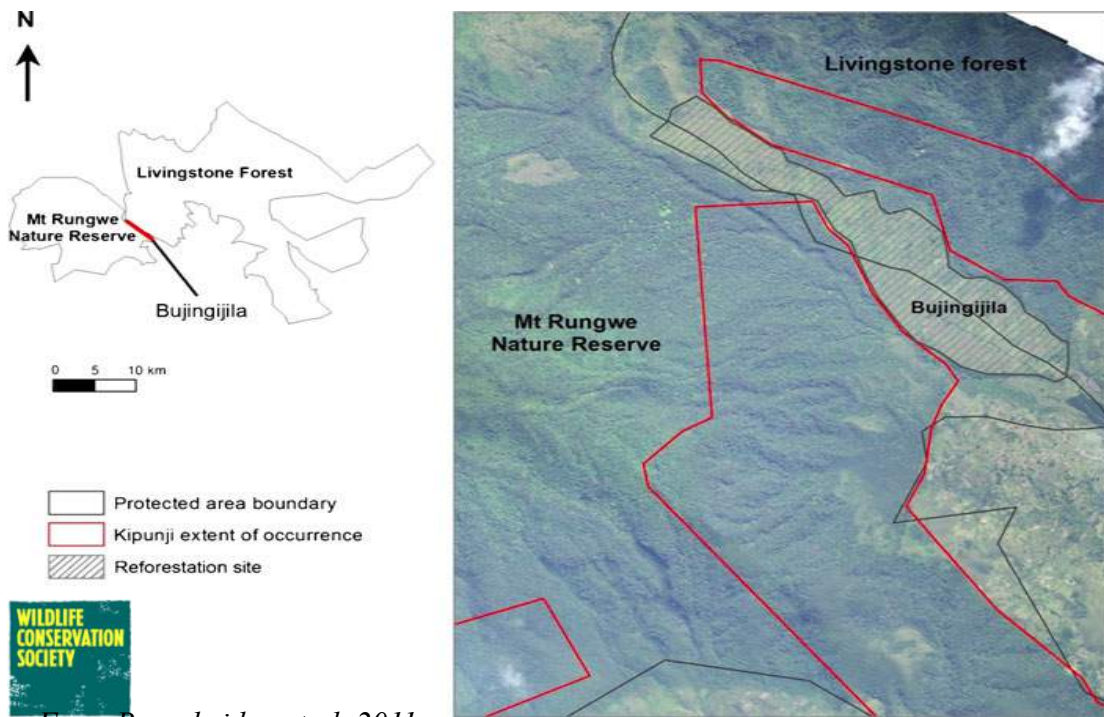 N
Livingstone Forest
Mt Rungwe
Nature Reserve
Bujingijila
0 5 10 km
Protected area boundary
Kipunji extent of occurrence
Reforestation site
WILDLIFE
CONSERVATION
SOCIETY
2011
Livingstone forest
Mt Rungwe
Nature Reserve
Bujingijila